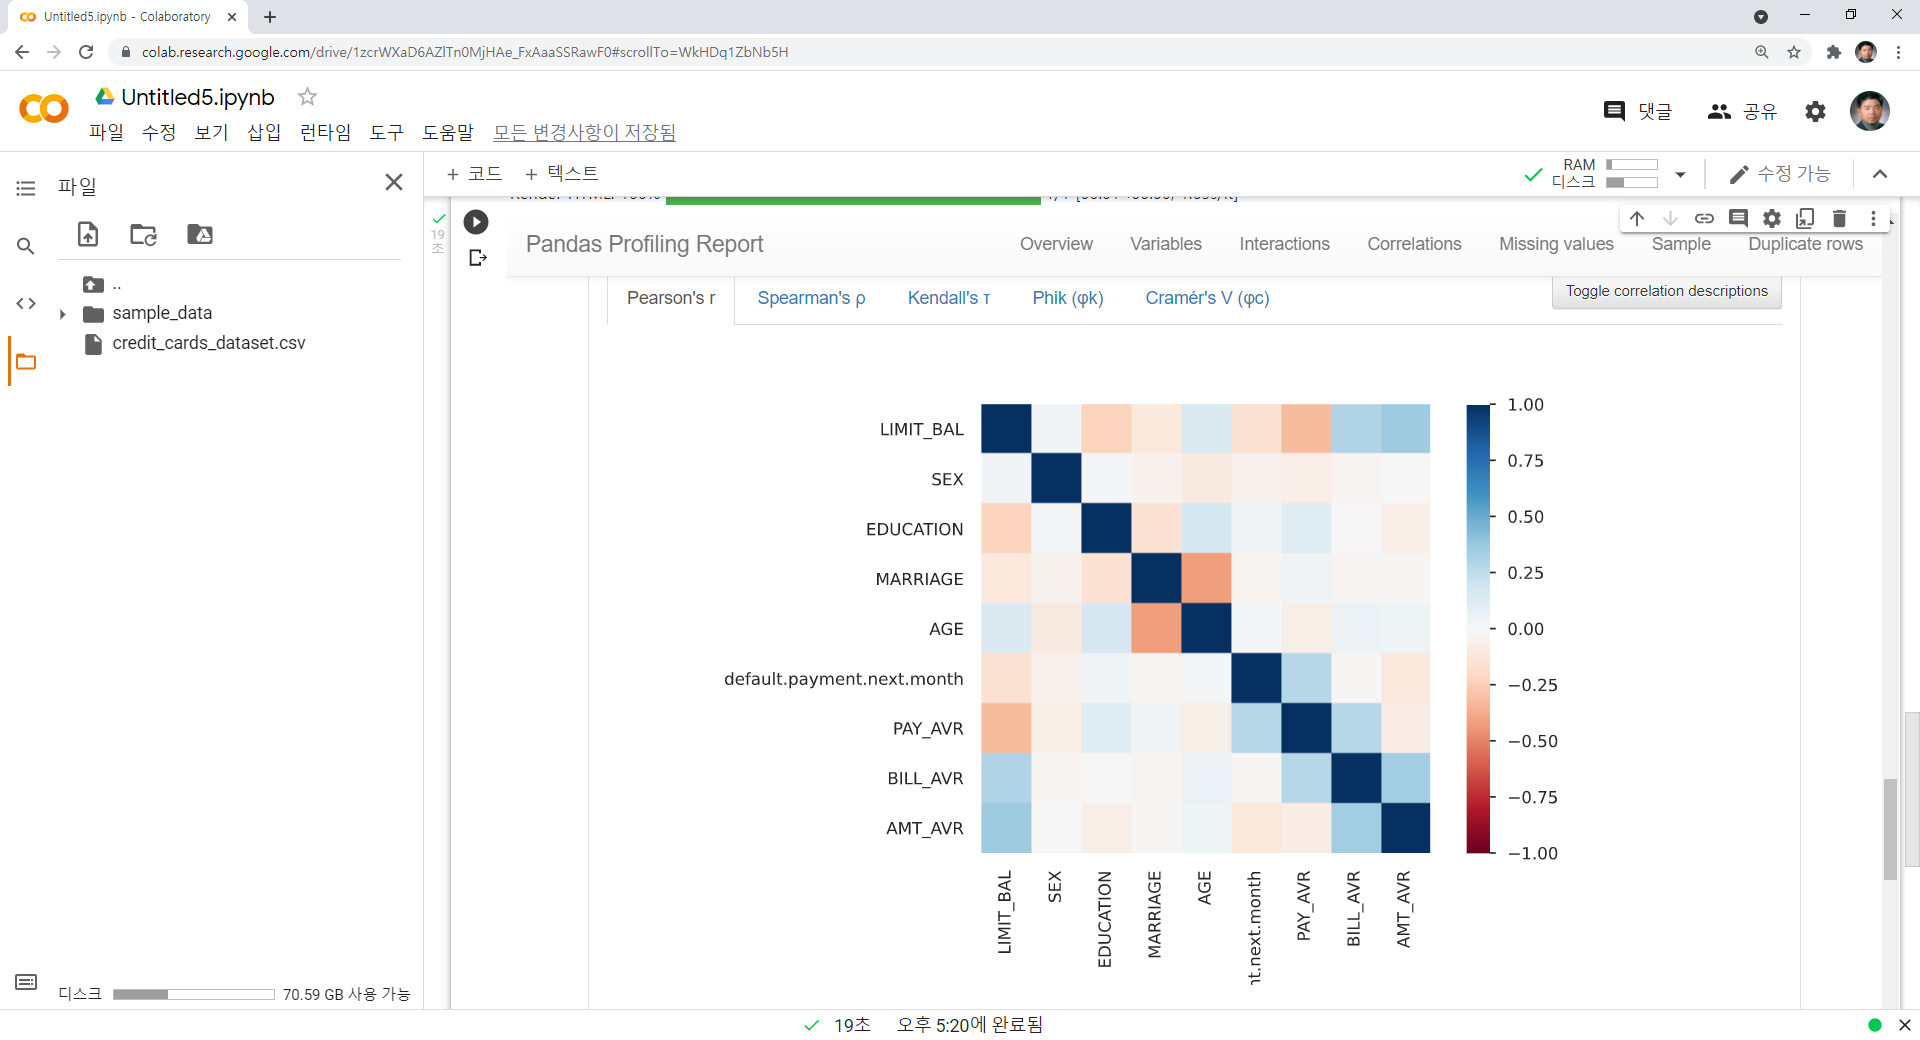 Untitled5.ipynb - Colaboratory
colab.research.google.com/drive/1zcrWXaD6AZlTn0MjHAe_FxAaaSSRawF0#scrollTo=WkHDq1ZbNb5H
Untitled5.ipynb
댓글
공유
파일 수정 보기 삽입 런타임 도구 도움말 모든 변경사항이 저장됨
파일
+ 코드 + 텍스트
RAM
디스크
수정 가능
19
초
Pandas Profiling Report
Overview Variables Interactions Correlations Missing values Sample Duplicate rows
..
sample_data
credit_cards_dataset.csv
Pearson's r Spearman's ρ Kendall's τ Phik (φk) Cramér's V (φc)
Toggle correlation descriptions
LIMIT_BAL
SEX
EDUCATION
MARRIAGE
AGE
default.payment.next.month
PAY_AVR
BILL_AVR
AMT_AVR
1.00
0.75
0.50
0.25
0.00
−0.25
−0.50
−0.75
−1.00
LIMIT_BAL
SEX
EDUCATION
MARRIAGE
AGE
nt.next.month
PAY_AVR
BILL_AVR
AMT_AVR
디스크 70.59 GB 사용 가능
19초 오후 5:20에 완료됨